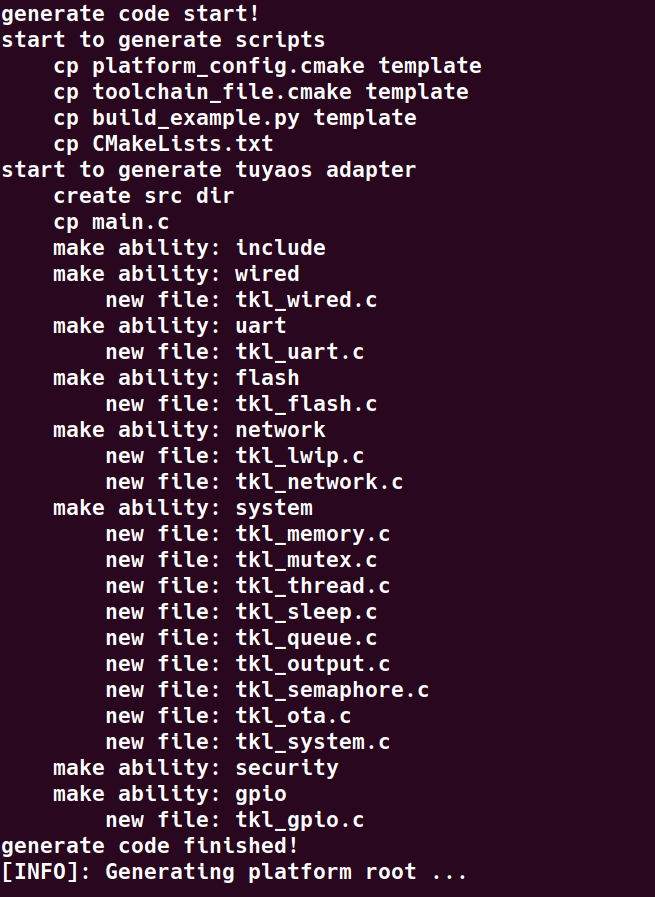 generate code start!
start to generate scripts
    cp platform_config.cmake template
    cp toolchain_file.cmake template
    cp build_example.py template
    cp CMakeLists.txt
start to generate tuyaos adapter
    create src dir
    cp main.c
    make ability: include
    make ability: wired
        new file: tkl_wired.c
    make ability: uart
        new file: tkl_uart.c
    make ability: flash
        new file: tkl_flash.c
    make ability: network
        new file: tkl_lwip.c
        new file: tkl_network.c
    make ability: system
        new file: tkl_memory.c
        new file: tkl_mutex.c
        new file: tkl_thread.c
        new file: tkl_sleep.c
        new file: tkl_queue.c
        new file: tkl_output.c
        new file: tkl_semaphore.c
        new file: tkl_ota.c
        new file: tkl_system.c
    make ability: security
    make ability: gpio
        new file: tkl_gpio.c
generate code finished!
[INFO]: Generating platform root ...